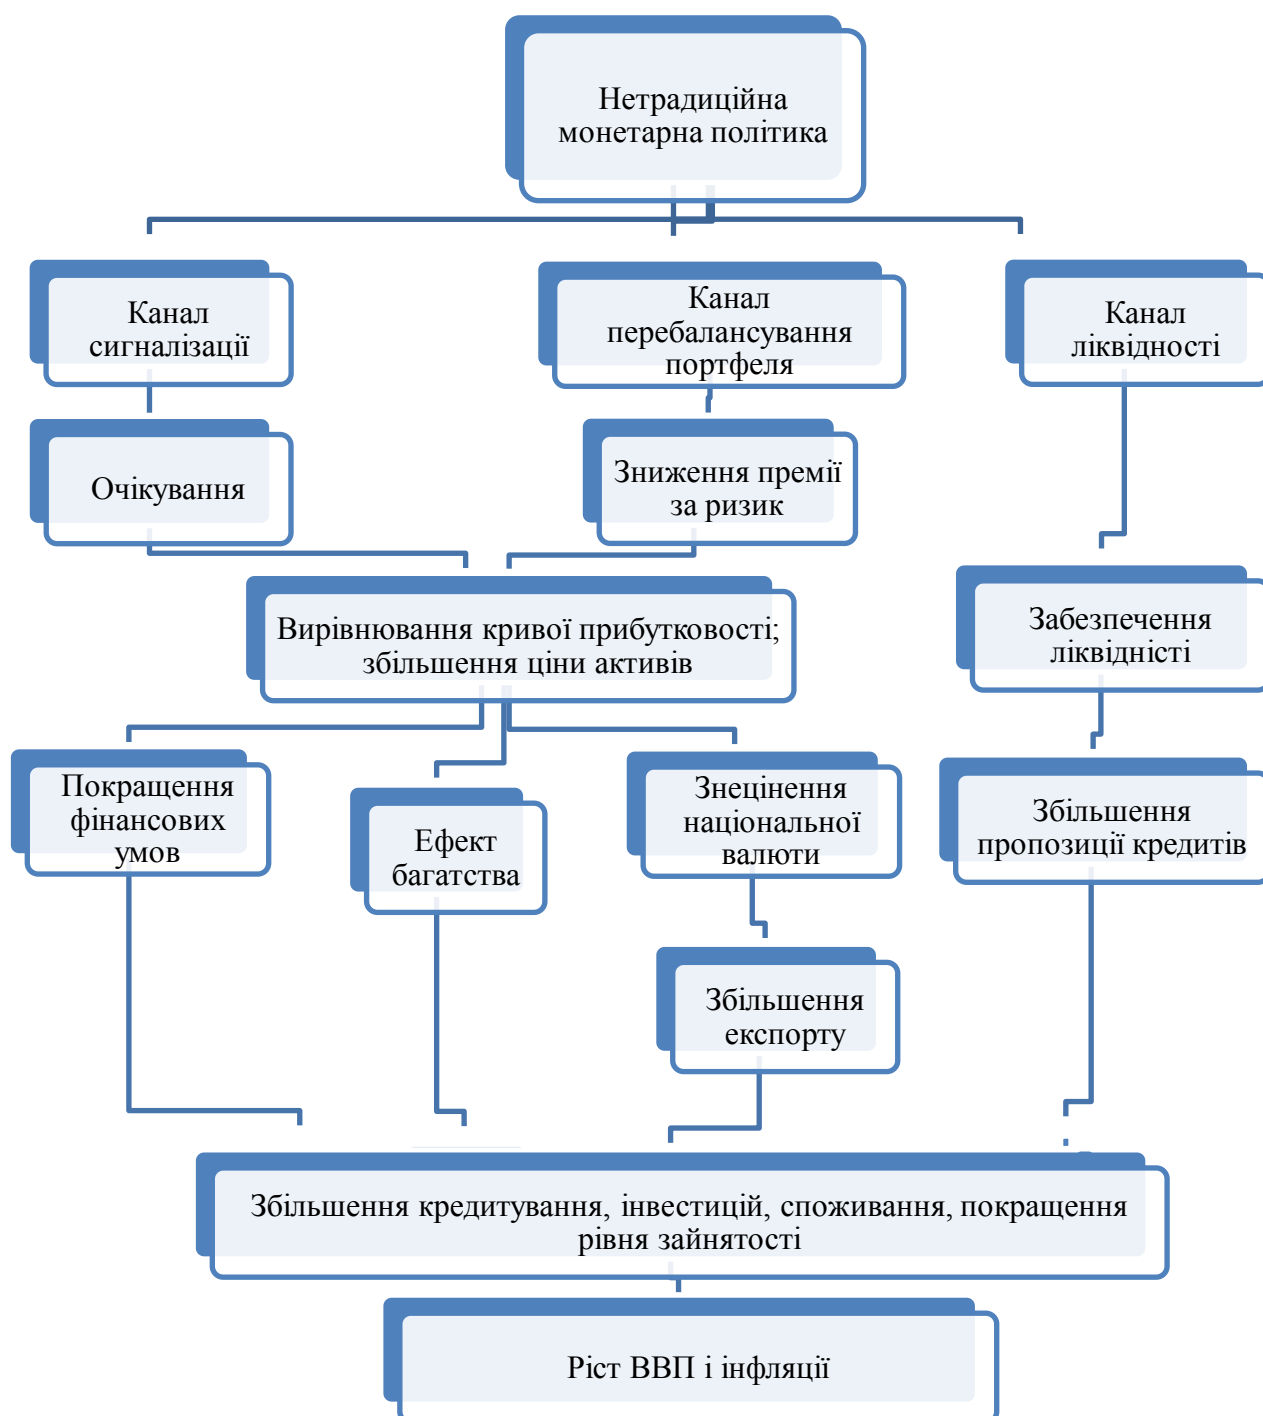 Нетрадиційна
монетарна політика
Канал
сигналізації
Канал
перебалансування
портфеля
Канал
ліквідності
Очікування
Зниження премії
за ризик
Вирівнювання кривої прибутковості;
збільшення ціни активів
Забезпечення
ліквідністі
Покращення
фінансових
умов
Ефект
багатства
Знецінення
національної
валюти
Збільшення
пропозиції кредитів
Збільшення
експорту
Збільшення кредитування, інвестицій, споживання, покращення
рівня зайнятості
Ріст ВВП і інфляції